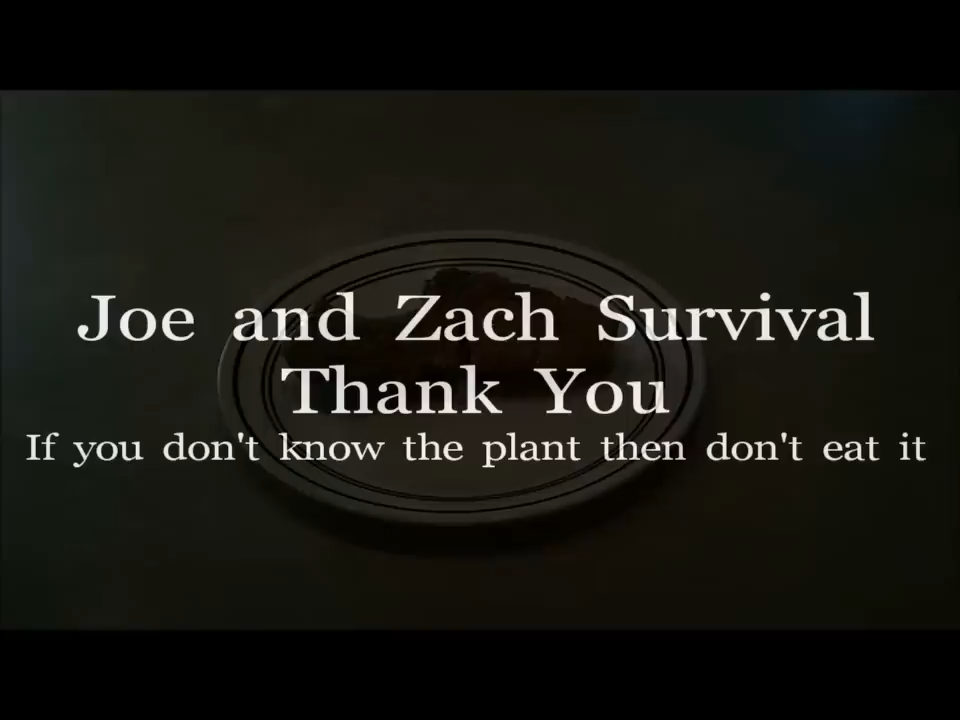 Joe and Zach Survival
Thank You
If you don't know the plant then don't eat it